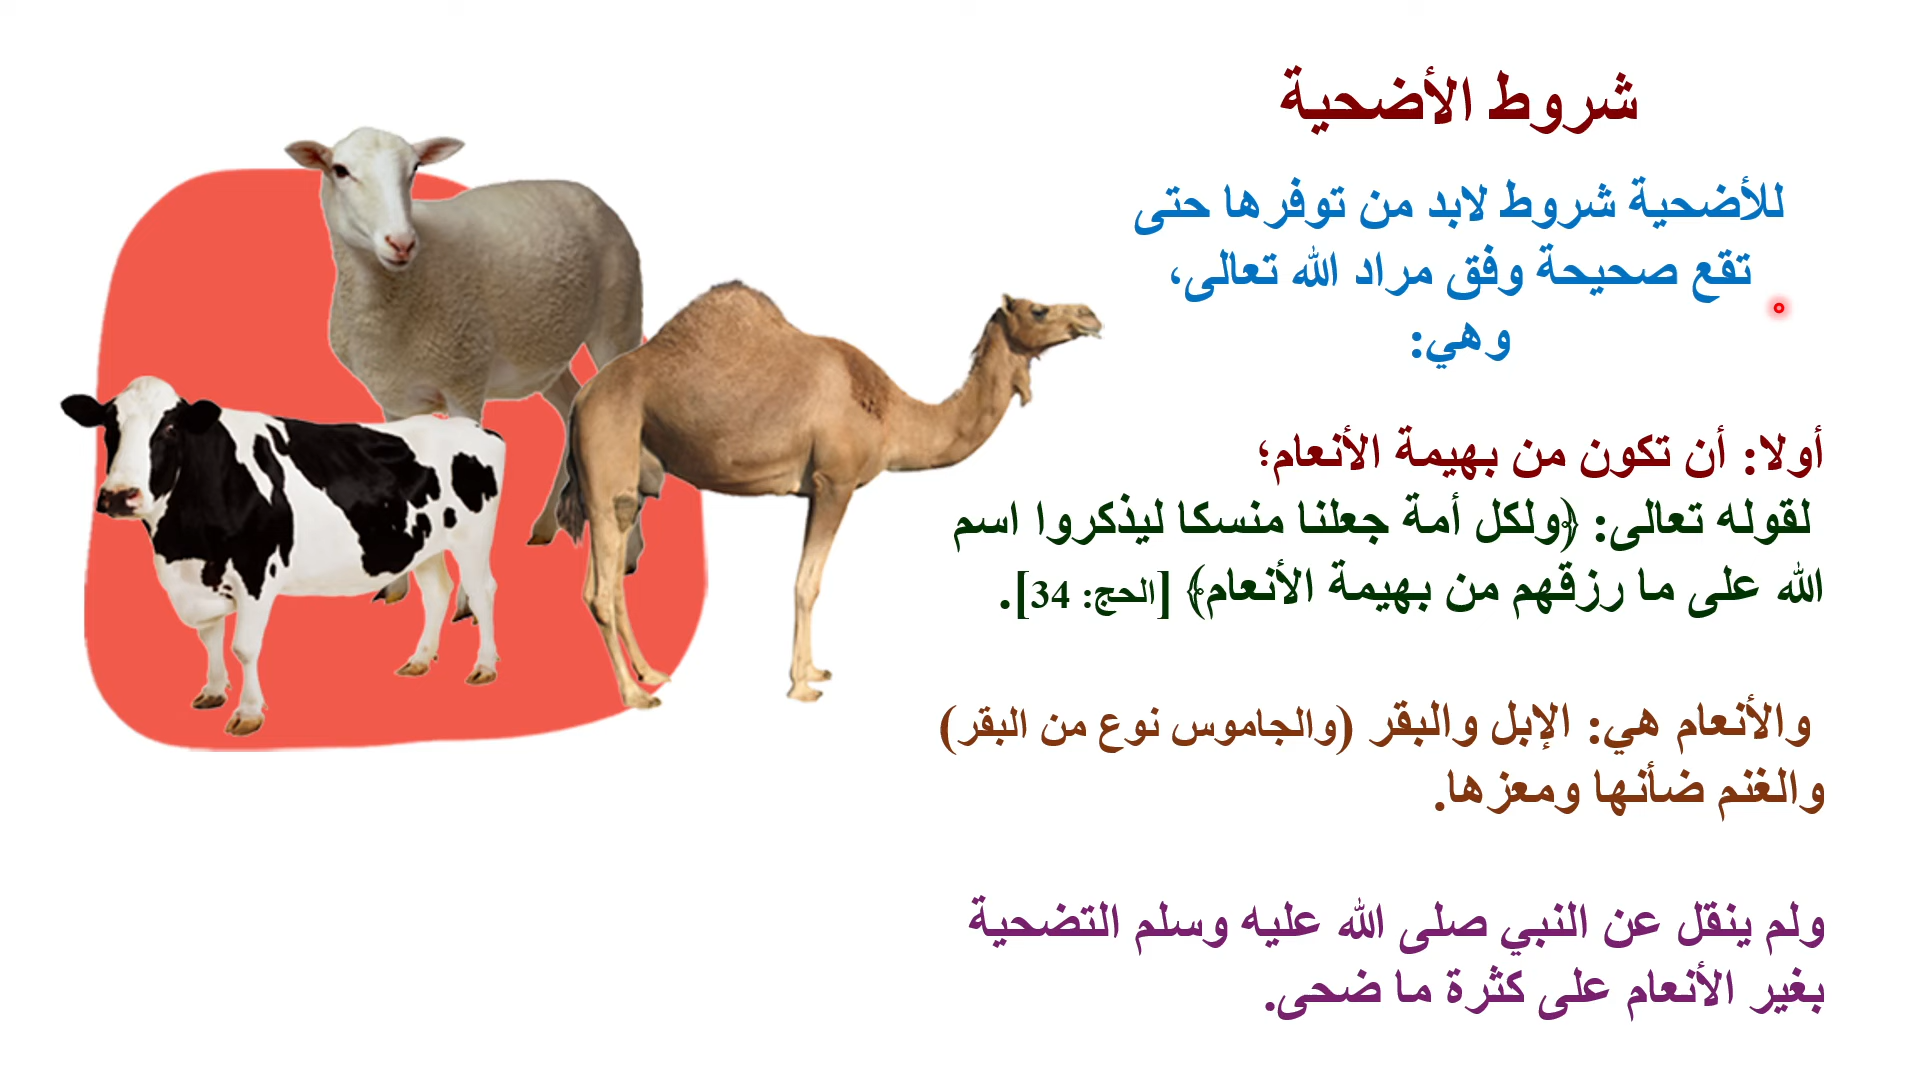 شروط الأضحية
للأضحية شروط لابد من توفرها حتى
تقع صحيحة وفق مراد الله تعالى،
وهي:
أولا: أن تكون من بهيمة الأنعام؛
لقوله تعالى: ﴿ولكل أمة جعلنا منسكا ليذكروا اسم
الله على ما رزقهم من بهيمة الأنعام﴾ [الحج: 34].
والأنعام هي: الإبل والبقر (والجاموس نوع من البقر)
والغنم ضأنها ومعزها.
ولم ينقل عن النبي صلى الله عليه وسلم التضحية
بغير الأنعام على كثرة ما ضحى.